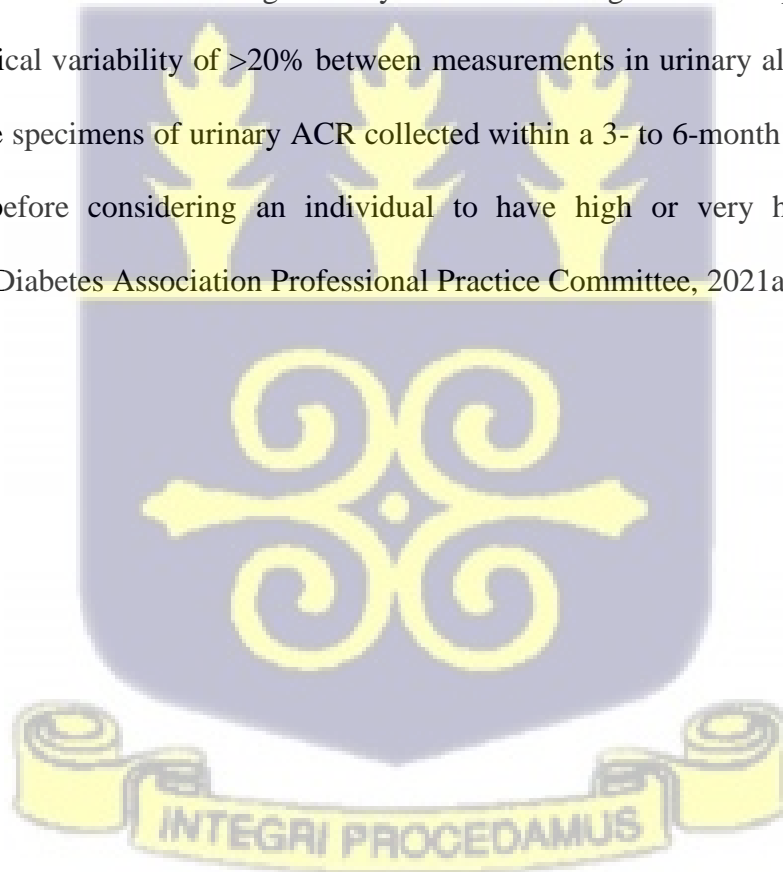 ical variability of >20% between measurements in urinary al
e specimens of urinary ACR collected within a 3- to 6-month
before considering an individual to have high or very h
Diabetes Association Professional Practice Committee, 2021a
INTEGRI PROCEDAMUS